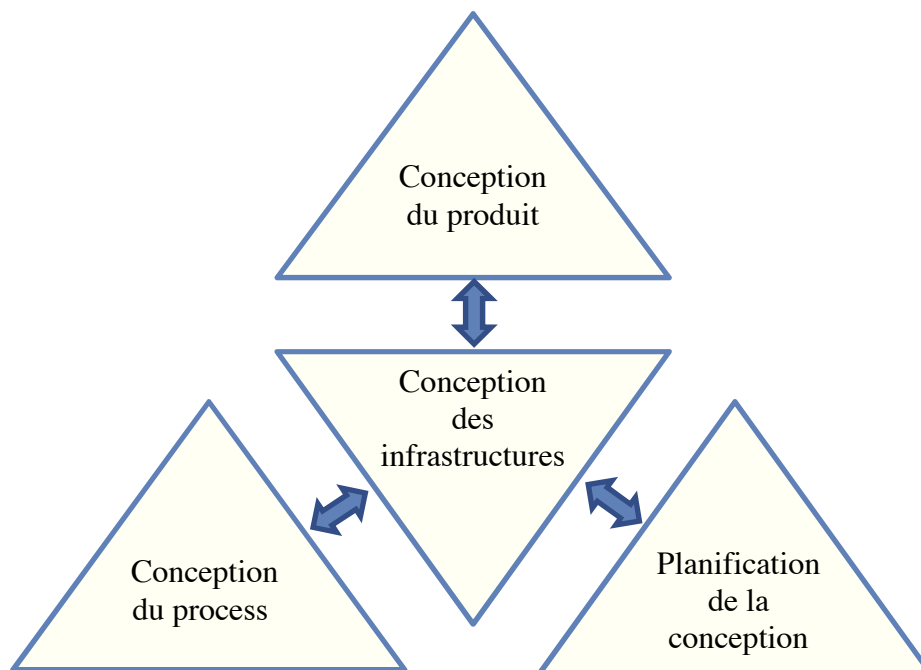 Conception
du produit
Conception
des
infrastructures
Conception
du process
Planification
de la
conception